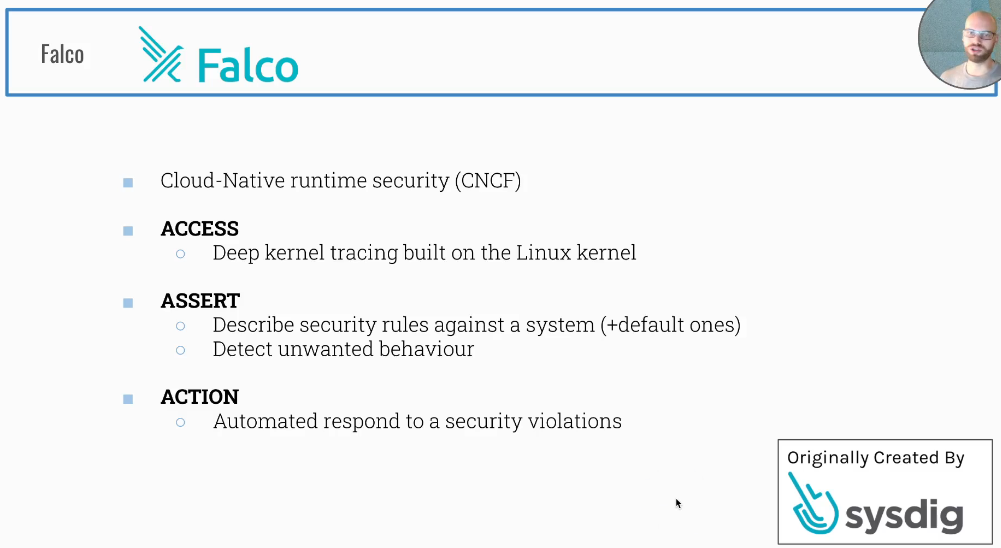 Falco
Falco
Cloud-Native runtime security (CNCF)
ACCESS
Deep kernel tracing built on the Linux kernel
ASSERT
Describe security rules against a system (+default ones)
Detect unwanted behaviour
ACTION
Automated respond to a security violations
Originally Created By
sysdig